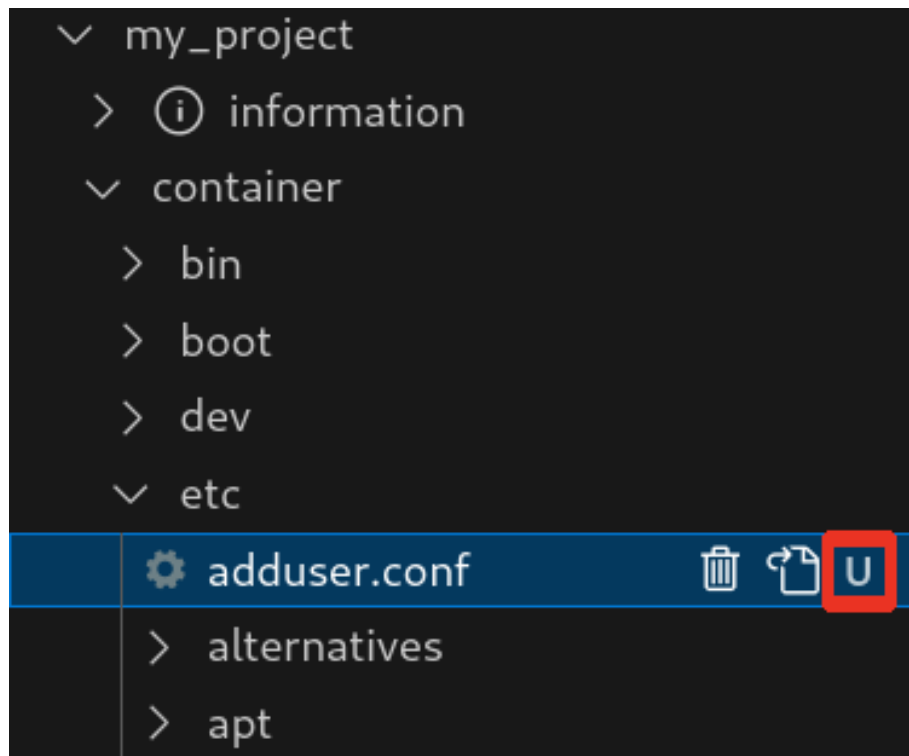 my_project
information
container
bin
boot
dev
etc
adduser.conf U
alternatives
apt